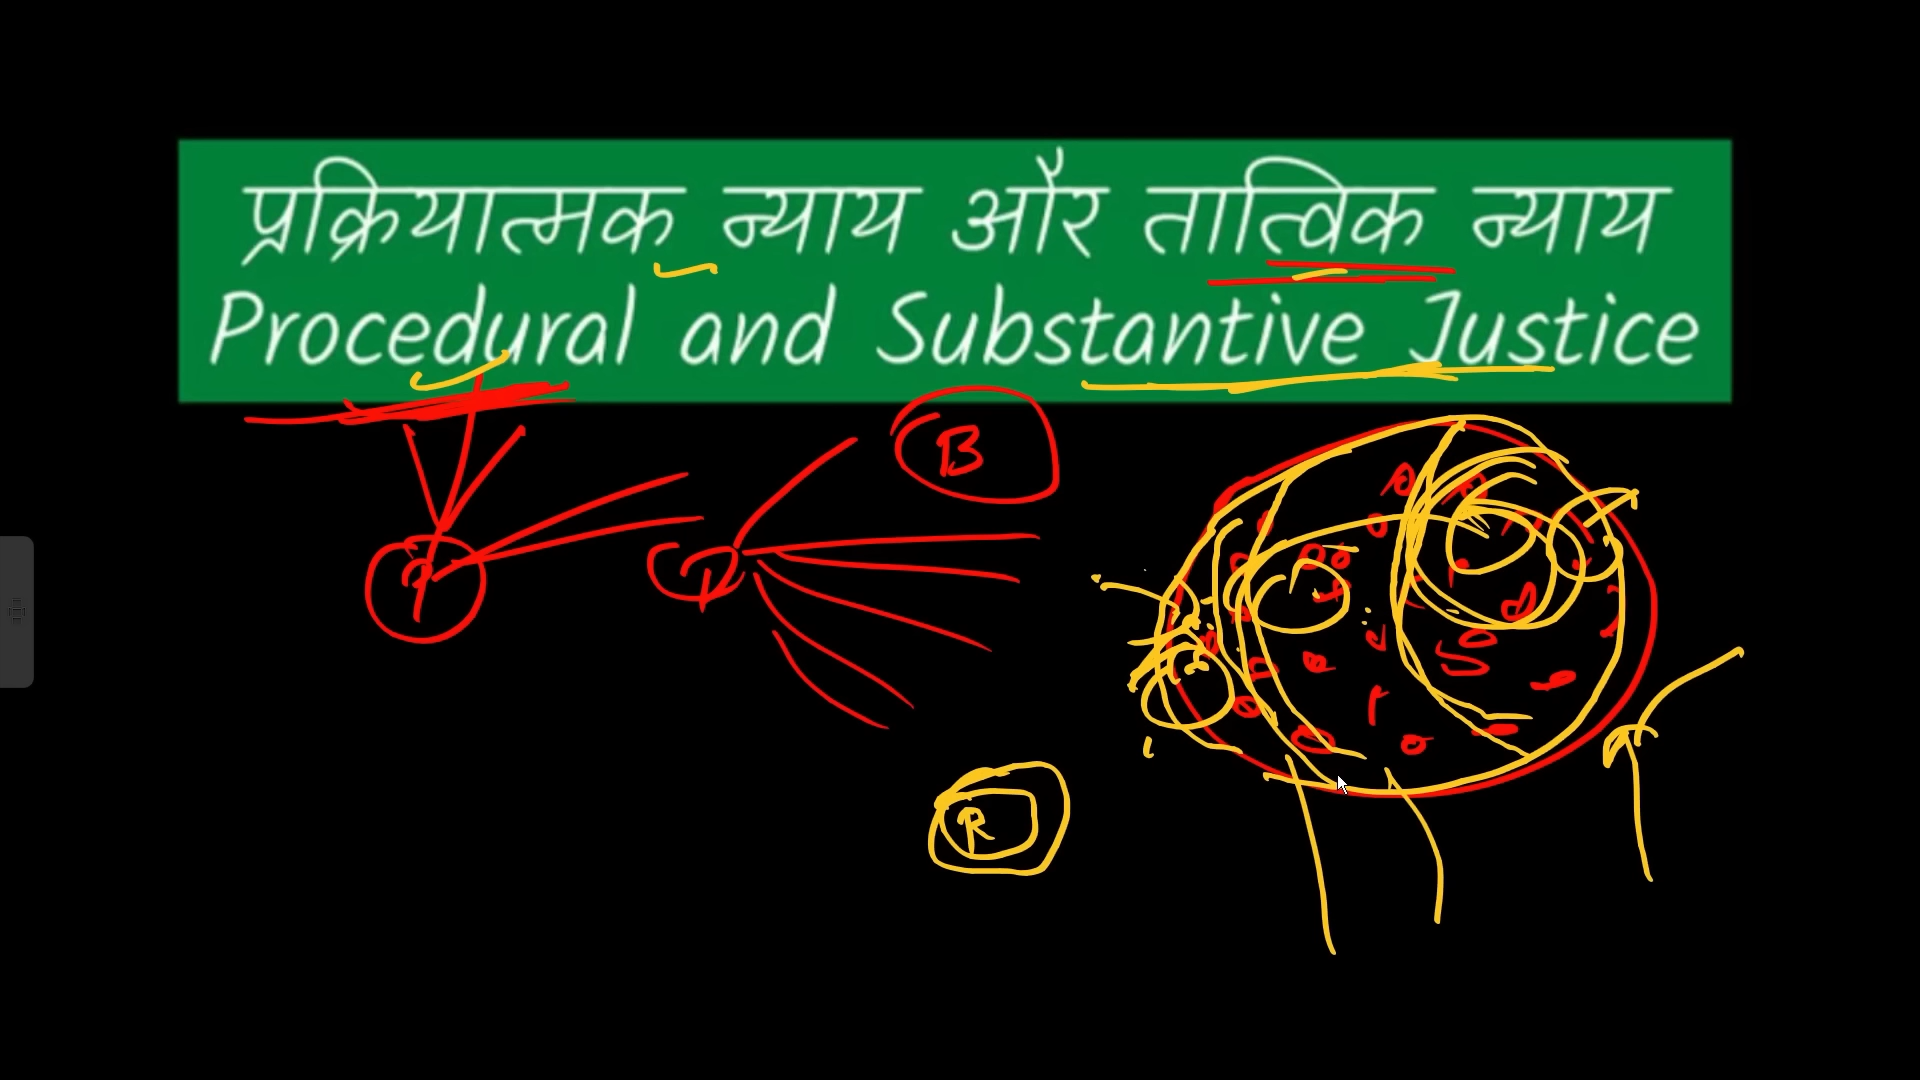 प्रक्रियात्मक न्याय और तात्विक न्याय
Procedural and Substantive Justice
B
P
P
R